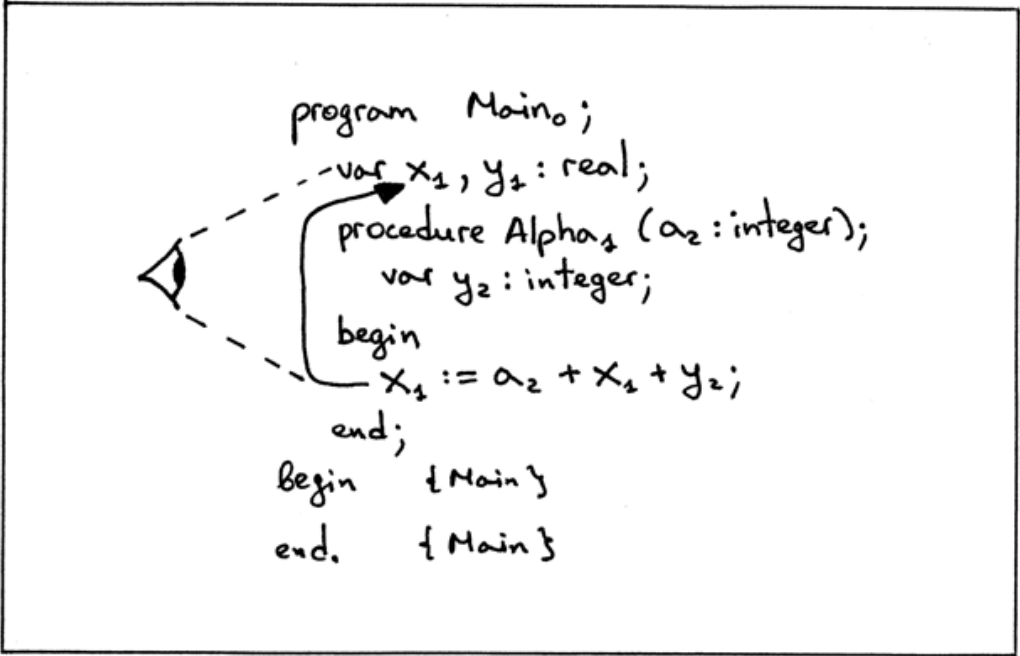 program Main₀;
var x₁, y₁ : real;
procedure Alpha₁ (a₂ : integer);
var y₂ : integer;
begin
x₁ := a₂ + x₁ + y₂;
end;
Begin {Main}
end. {Main}